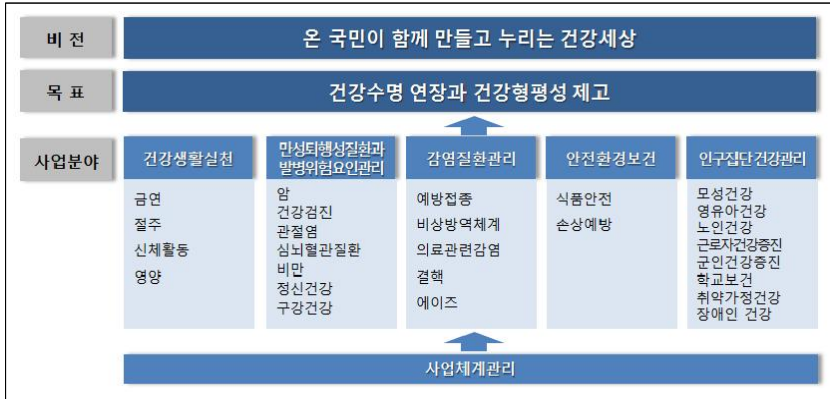 비 전
온 국민이 함께 만들고 누리는 건강세상
목 표
건강수명 연장과 건강형평성 제고
사업분야
건강생활실천
금연
절주
신체활동
영양
만성퇴행성질환과
발병위험요인관리
암
건강검진
관절염
심뇌혈관질환
비만
정신건강
구강건강
감염질환관리
예방접종
비상방역체계
의료관련감염
결핵
에이즈
안전환경보건
식품안전
손상예방
인구집단건강관리
모성건강
영유아건강
노인건강
근로자건강증진
군인건강증진
학교보건
취약가정건강
장애인 건강
사업체계관리